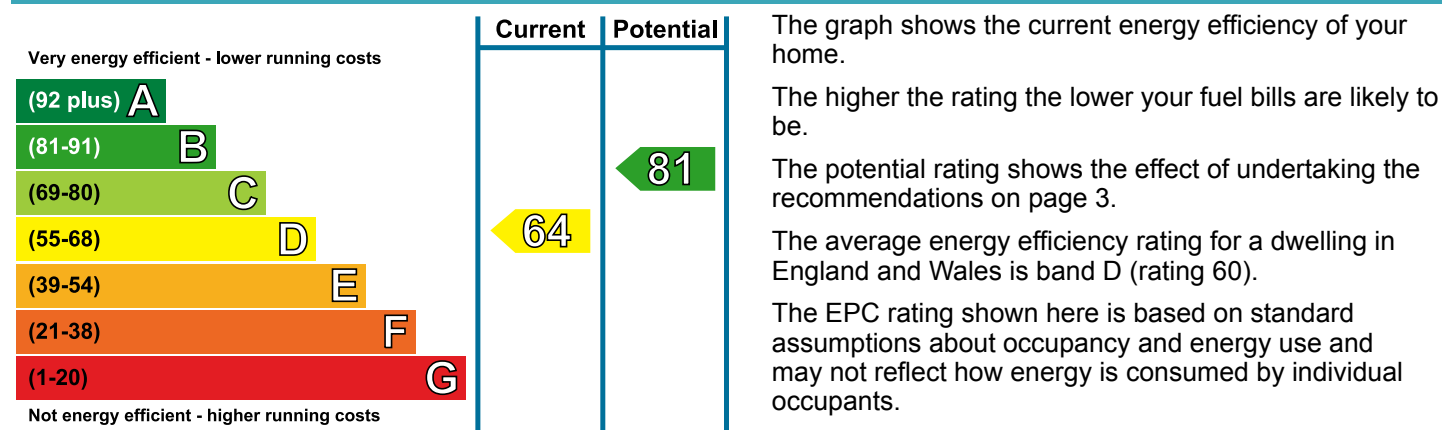 Current Potential
Very energy efficient - lower running costs
(92 plus) A
(81-91) B
(69-80) C
(55-68) D
(39-54) E
(21-38) F
(1-20) G
Not energy efficient - higher running costs
64
81
The graph shows the current energy efficiency of your
home.
The higher the rating the lower your fuel bills are likely to
be.
The potential rating shows the effect of undertaking the
recommendations on page 3.
The average energy efficiency rating for a dwelling in
England and Wales is band D (rating 60).
The EPC rating shown here is based on standard
assumptions about occupancy and energy use and
may not reflect how energy is consumed by individual
occupants.